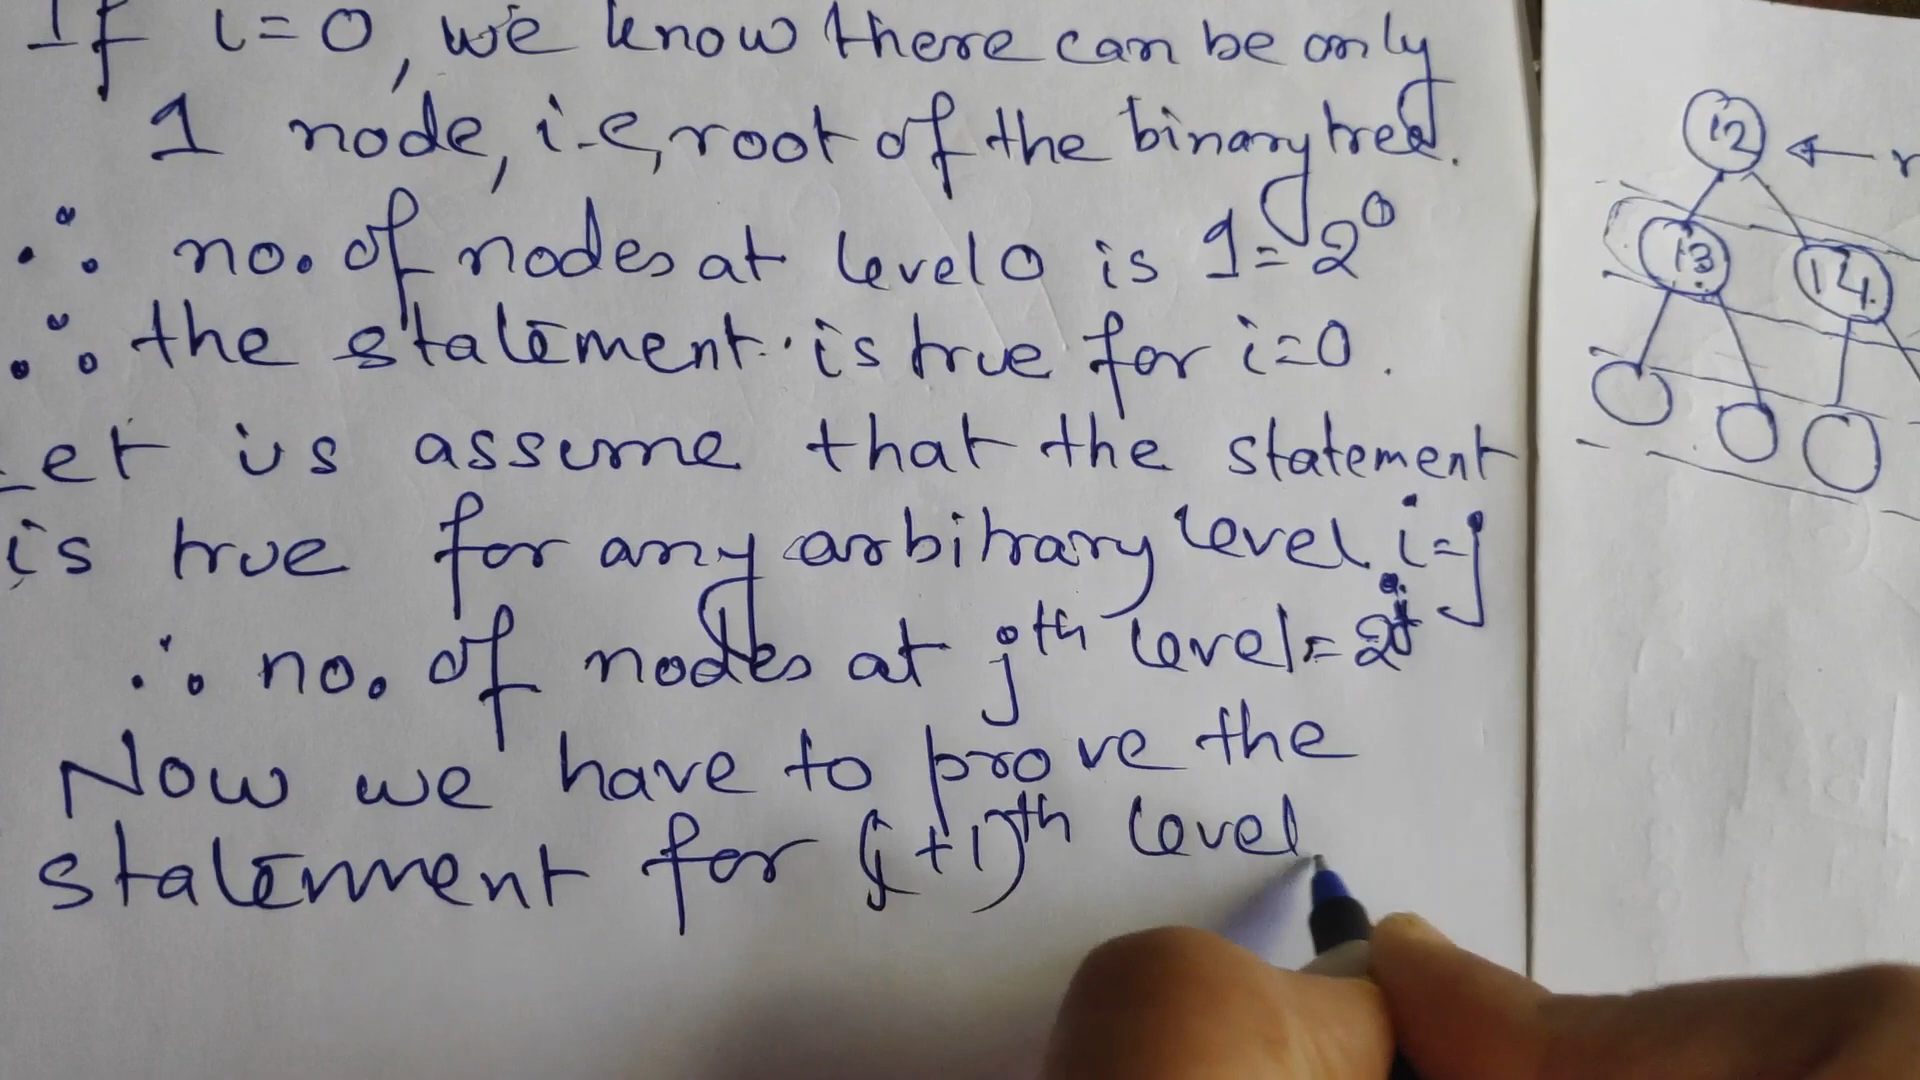 If i=0, we know there can be only
1 node, i.e, root of the binary tree.
∴ no. of nodes at level 0 is 1=2⁰
∴ the statement is true for i=0.
Let us assume that the statement
is true for any arbitrary level i=j
∴ no. of nodes at jᵗʰ level=2ʲ
Now we have to prove the
statement for (j+1)ᵗʰ level
12
13
14